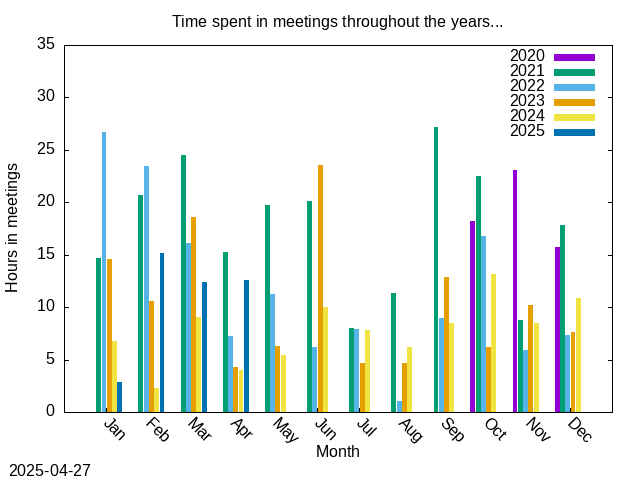 Time spent in meetings throughout the years...
Hours in meetings
35
30
25
20
15
10
5
0
2020
2021
2022
2023
2024
2025
Jan
Feb
Mar
Apr
May
Jun
Jul
Aug
Sep
Oct
Nov
Dec
Month
2025-04-27